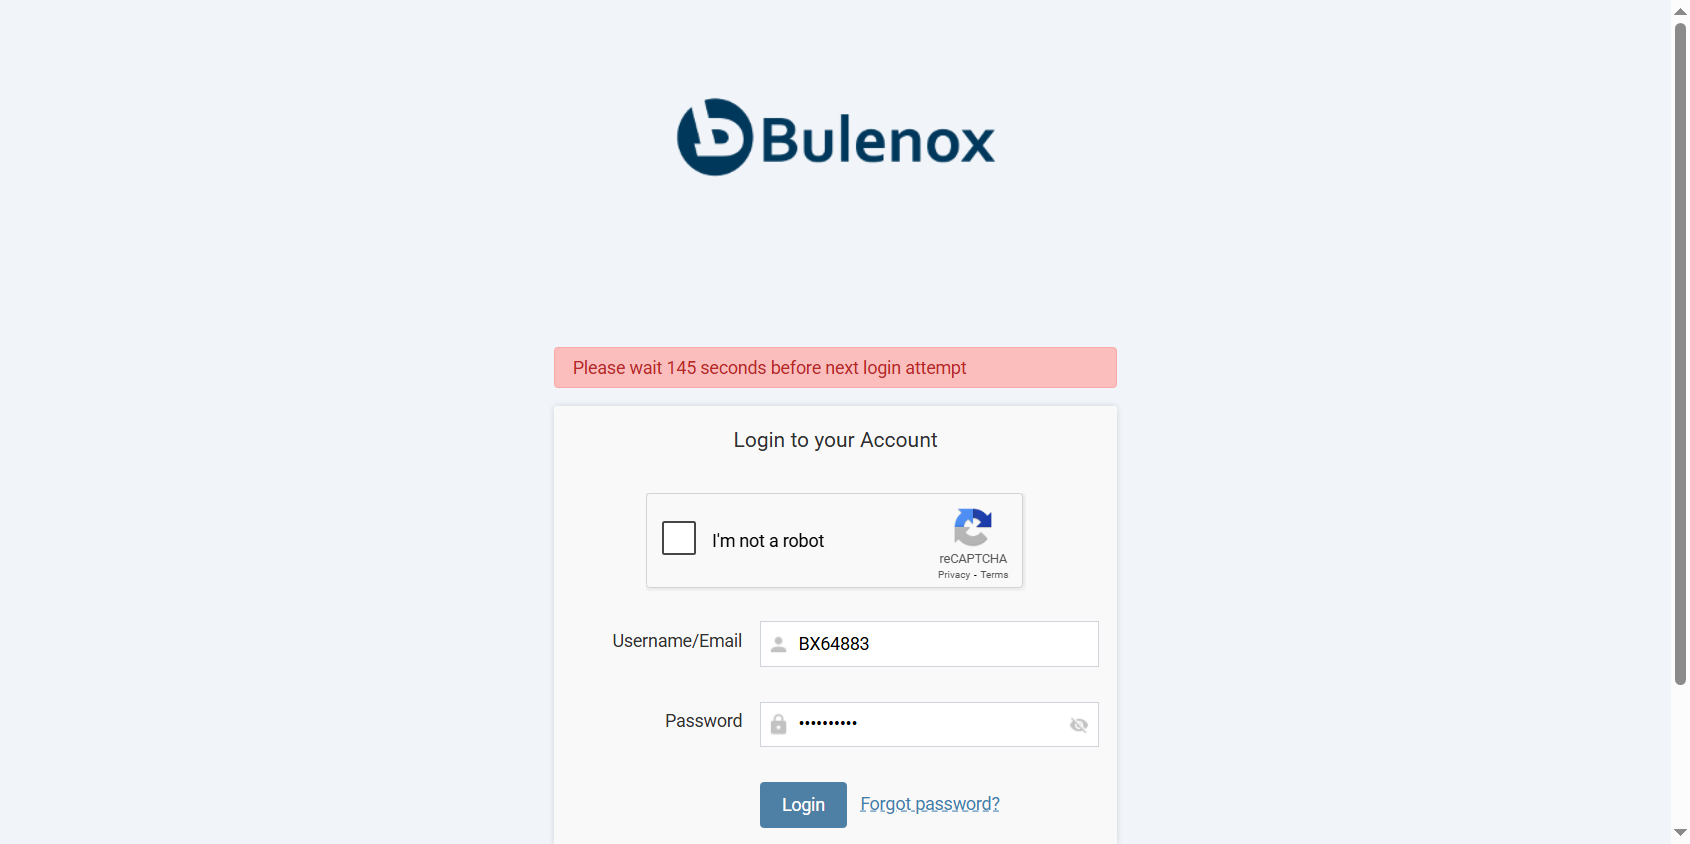 Bulenox
Please wait 145 seconds before next login attempt
Login to your Account
I'm not a robot
reCAPTCHA
Privacy - Terms
Username/Email
BX64883
Password
••••••••••
Login
Forgot password?